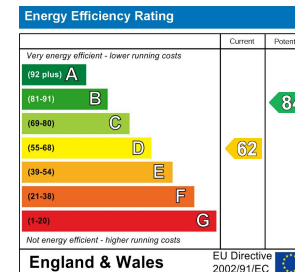 Energy Efficiency Rating
Current
Very energy efficient - lower running costs
(92 plus) A
(81-91) B
(69-80) C
(55-68) D
62
(39-54) E
(21-38) F
(1-20) G
Not energy efficient - higher running costs
England & Wales
EU Directive
2002/91/EC